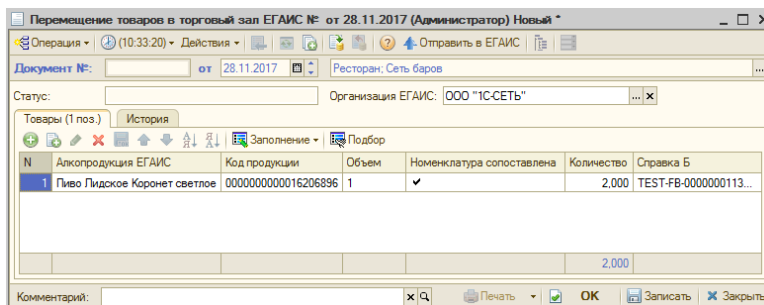 Перемещение товаров в торговый зал ЕГАИС № от 28.11.2017 (Администратор) Новый *
Операция (10:33:20) Действия Отправить в ЕГАИС
Документ №: от 28.11.2017 Ресторан; Сеть баров
Статус: Организация ЕГАИС: ООО "1С-СЕТЬ"
Товары (1 поз.) История
Заполнение Подбор
N Алкопродукция ЕГАИС Код продукции Объем Номенклатура сопоставлена Количество Справка Б
1 Пиво Лидское Коронет светлое 0000000000016206896 1 2,000 TEST-FB-0000000113...
2,000
Комментарий: Печать OK Записать Закрыть